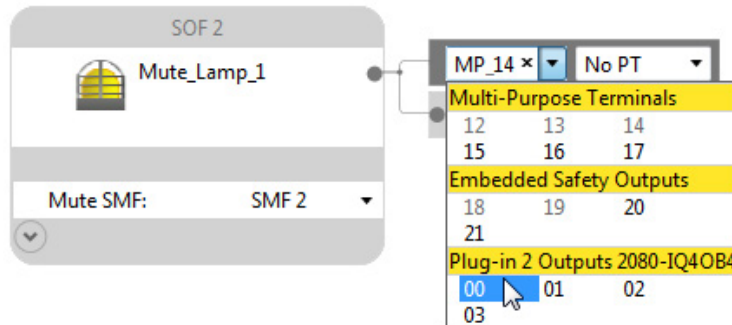 SOF 2
Mute_Lamp_1
Mute SMF: SMF 2
MP_14 × No PT
Multi-Purpose Terminals
12 13 14
15 16 17
Embedded Safety Outputs
18 19 20
21
Plug-in 2 Outputs 2080-IQ4OB4
00 01 02
03